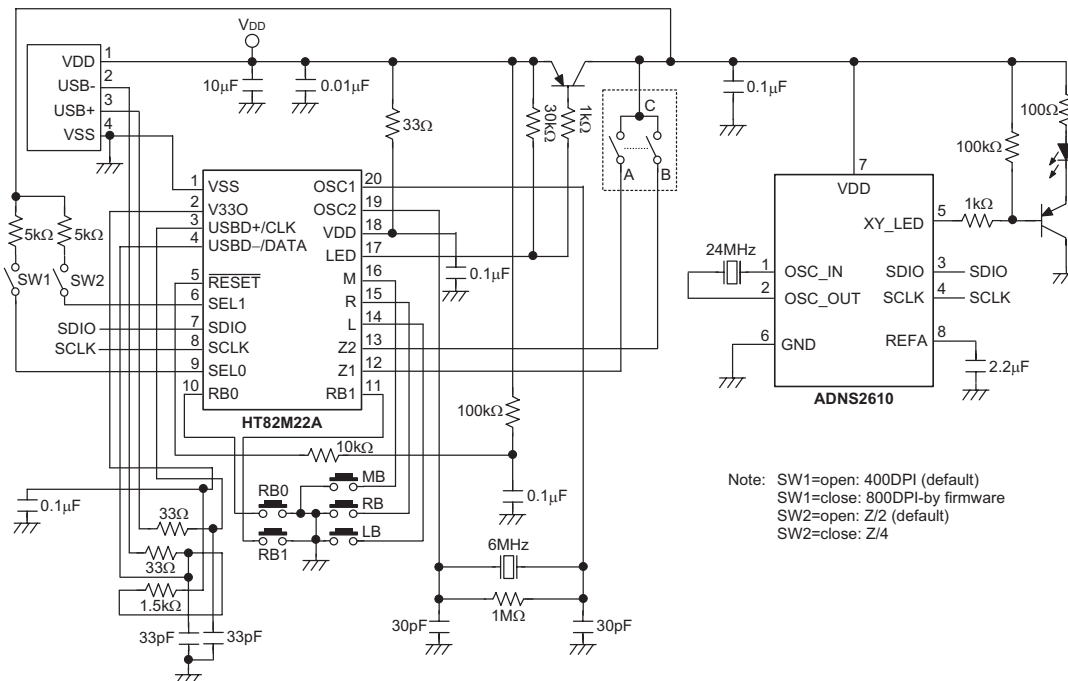 VDD
VDD 1
USB- 2
USB+ 3
VSS 4
10μF
0.01μF
33Ω
30kΩ
1kΩ
C
A
B
0.1μF
100Ω
100kΩ
5kΩ
5kΩ
SW1
SW2
1 VSS
2 V33O
3 USBD+/CLK
4 USBD−/DATA
5 RESET
6 SEL1
SDIO 7 SDIO
SCLK 8 SCLK
9 SEL0
10 RB0
OSC1 20
OSC2 19
VDD 18
LED 17
M 16
R 15
L 14
Z2 13
Z1 12
RB1 11
HT82M22A
0.1μF
7
VDD
XY_LED 5
1kΩ
24MHz
1 OSC_IN
2 OSC_OUT
SDIO 3 SDIO
SCLK 4 SCLK
6 GND
REFA 8
2.2μF
ADNS2610
100kΩ
10kΩ
0.1μF
0.1μF
RB0
RB1
MB
RB
LB
33Ω
33Ω
1.5kΩ
33pF
33pF
6MHz
1MΩ
30pF
30pF
Note: SW1=open: 400DPI (default)
SW1=close: 800DPI-by firmware
SW2=open: Z/2 (default)
SW2=close: Z/4